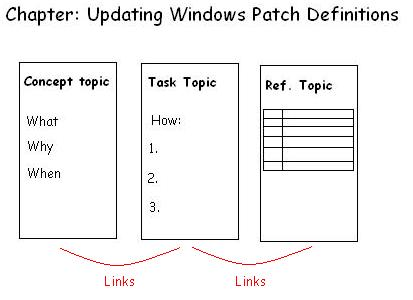 Chapter: Updating Windows Patch Definitions
Concept topic
What
Why
When
Task Topic
How:
1.
2.
3.
Ref. Topic
Links
Links